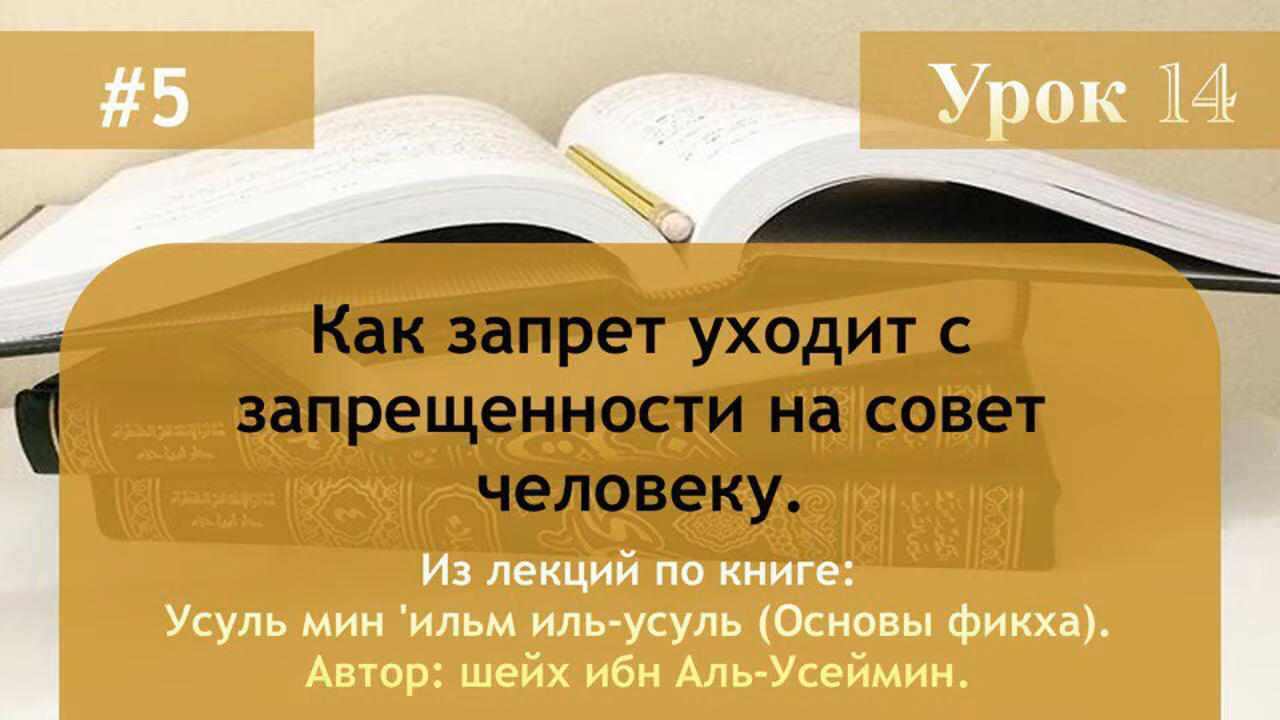 #5
Урок 14
Как запрет уходит с
запрещенности на совет
человеку.
Из лекций по книге:
Усуль мин 'ильм иль-усуль (Основы фикха).
Автор: шейх ибн Аль-Усеймин.